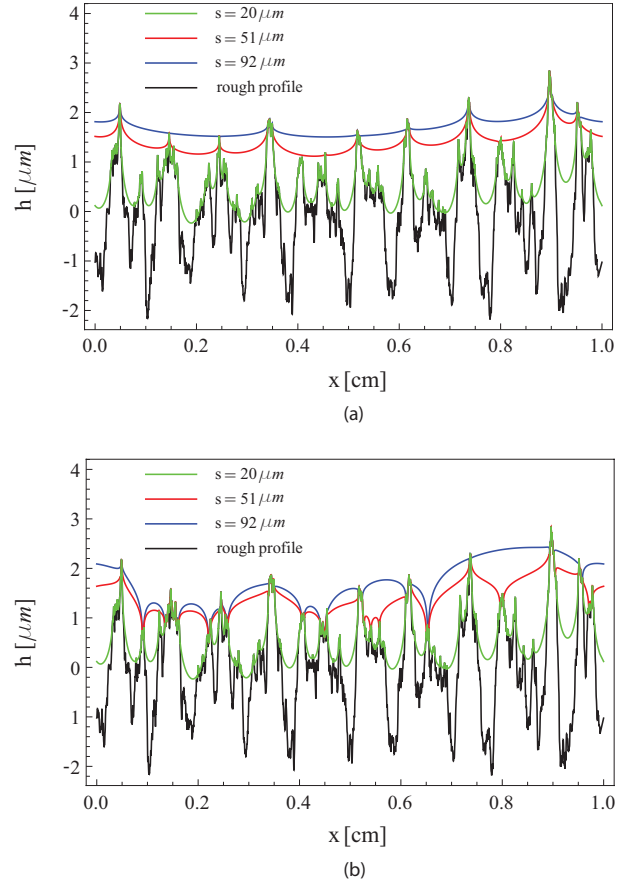 s = 20 μm
s = 51 μm
s = 92 μm
rough profile
h [μm]
4
3
2
1
0
-1
-2
0.0 0.2 0.4 0.6 0.8 1.0
x [cm]
(a)
s = 20 μm
s = 51 μm
s = 92 μm
rough profile
h [μm]
4
3
2
1
0
-1
-2
0.0 0.2 0.4 0.6 0.8 1.0
x [cm]
(b)